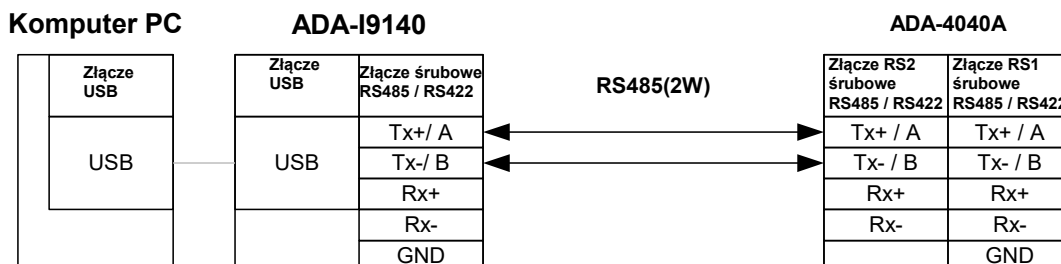 Komputer PC
ADA-I9140
ADA-4040A
Złącze
USB
Złącze
USB
Złącze śrubowe
RS485 / RS422
RS485(2W)
Złącze RS2
śrubowe
RS485 / RS422
Złącze RS1
śrubowe
RS485 / RS422
USB
USB
Tx+/ A
Tx-/ B
Rx+
Rx-
GND
Tx+ / A
Tx+ / A
Tx- / B
Tx- / B
Rx+
Rx+
Rx-
Rx-
GND